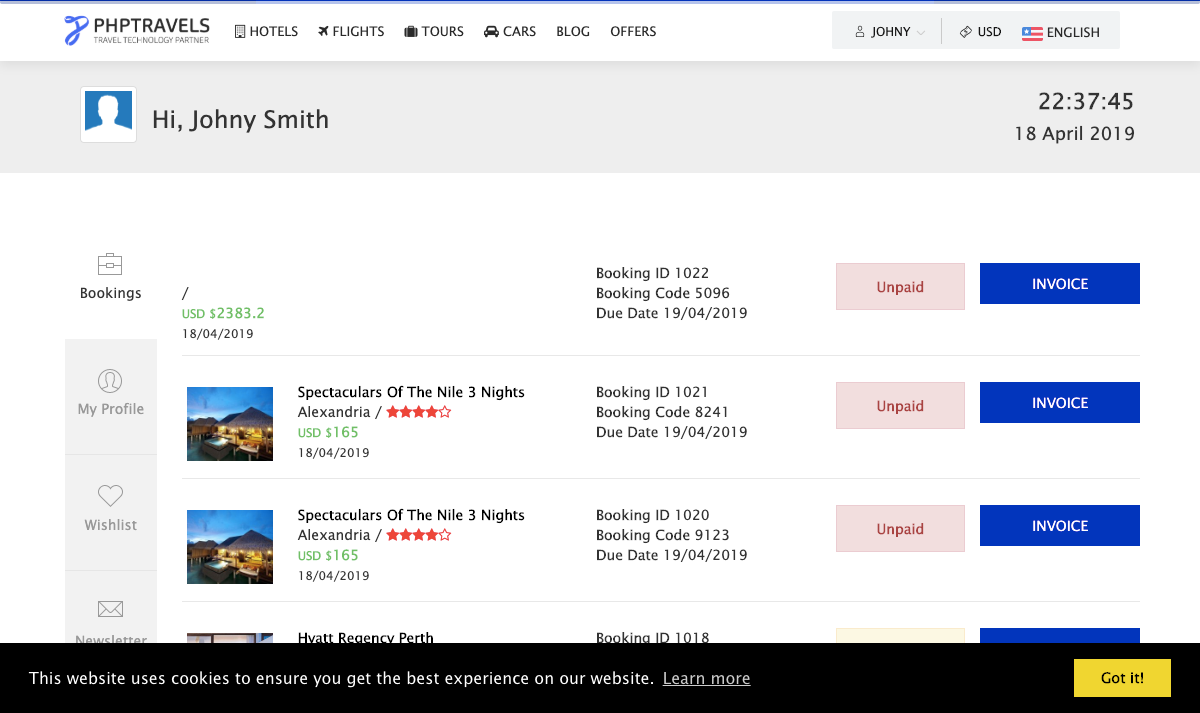 PHPTRAVELS
TRAVEL TECHNOLOGY PARTNER
HOTELS FLIGHTS TOURS CARS BLOG OFFERS
JOHNY USD ENGLISH
Hi, Johny Smith
22:37:45
18 April 2019
Bookings
My Profile
Wishlist
Newsletter
/
USD $2383.2
18/04/2019
Booking ID 1022
Booking Code 5096
Due Date 19/04/2019
Unpaid
INVOICE
Spectaculars Of The Nile 3 Nights
Alexandria /
USD $165
18/04/2019
Booking ID 1021
Booking Code 8241
Due Date 19/04/2019
Unpaid
INVOICE
Spectaculars Of The Nile 3 Nights
Alexandria /
USD $165
18/04/2019
Booking ID 1020
Booking Code 9123
Due Date 19/04/2019
Unpaid
INVOICE
Hyatt Regency Perth
Booking ID 1018
This website uses cookies to ensure you get the best experience on our website. Learn more
Got it!